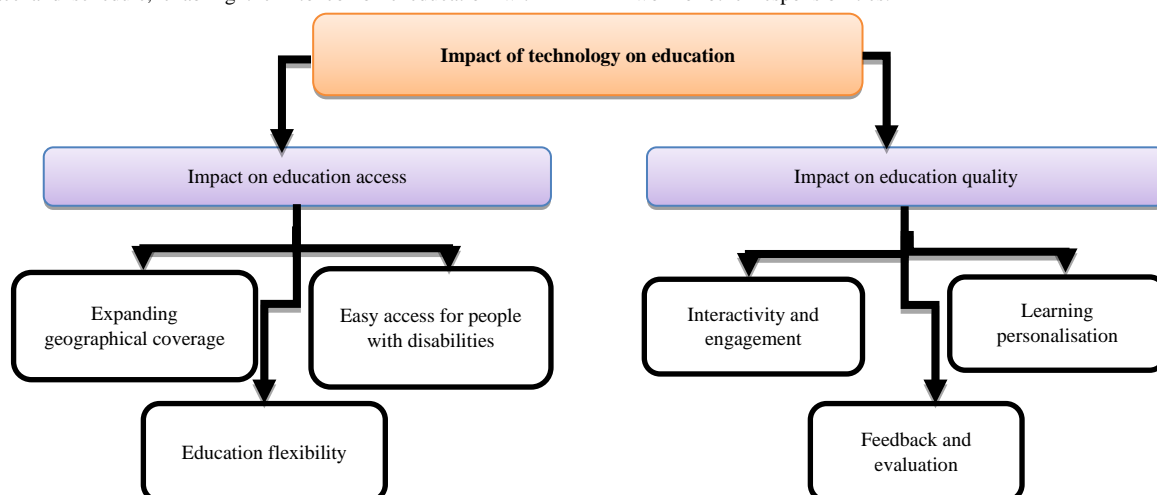 Impact of technology on education
Impact on education access
Impact on education quality
Expanding
geographical coverage
Easy access for people
with disabilities
Education flexibility
Interactivity and
engagement
Learning
personalisation
Feedback and
evaluation